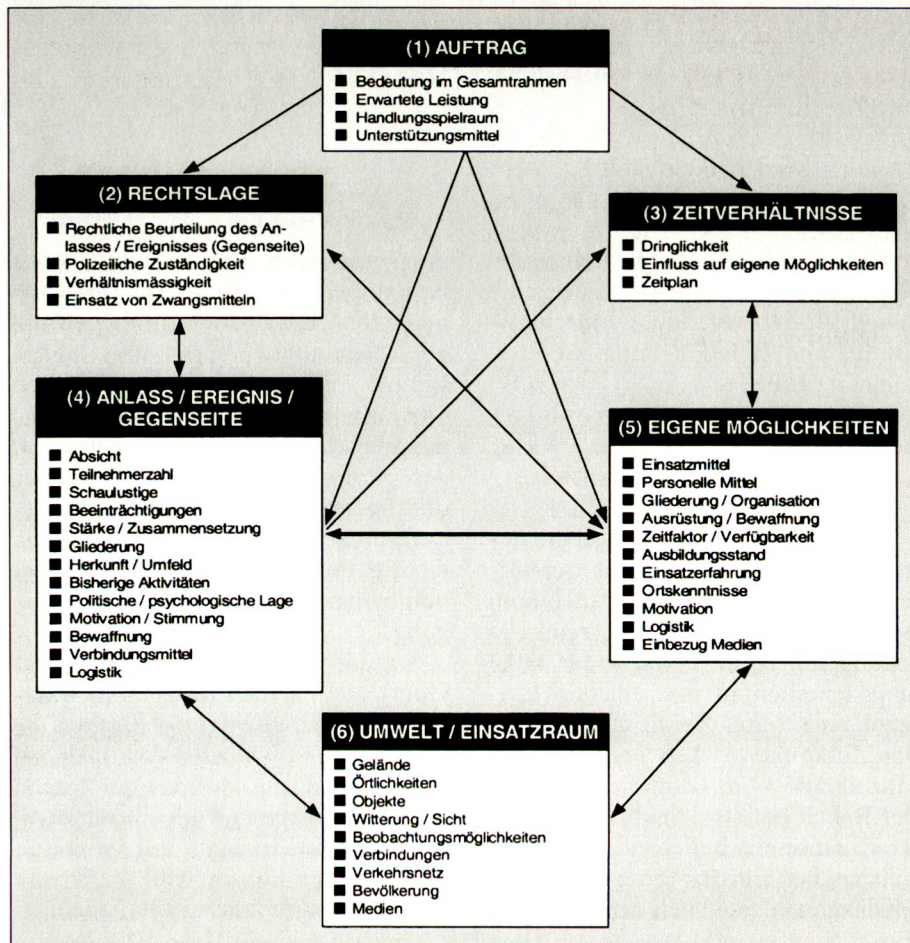 (1) AUFTRAG
■ Bedeutung im Gesamtrahmen
■ Erwartete Leistung
■ Handlungsspielraum
■ Unterstützungsmittel
(2) RECHTSLAGE
■ Rechtliche Beurteilung des An-
lasses / Ereignisses (Gegenseite)
■ Polizeiliche Zuständigkeit
■ Verhältnismässigkeit
■ Einsatz von Zwangsmitteln
(3) ZEITVERHÄLTNISSE
■ Dringlichkeit
■ Einfluss auf eigene Möglichkeiten
■ Zeitplan
(4) ANLASS / EREIGNIS /
GEGENSEITE
■ Absicht
■ Teilnehmerzahl
■ Schaulustige
■ Beeinträchtigungen
■ Stärke / Zusammensetzung
■ Gliederung
■ Herkunft / Umfeld
■ Bisherige Aktivitäten
■ Politische / psychologische Lage
■ Motivation / Stimmung
■ Bewaffnung
■ Verbindungsmittel
■ Logistik
(5) EIGENE MÖGLICHKEITEN
■ Einsatzmittel
■ Personelle Mittel
■ Gliederung / Organisation
■ Ausrüstung / Bewaffnung
■ Zeitfaktor / Verfügbarkeit
■ Ausbildungsstand
■ Einsatzerfahrung
■ Ortskenntnisse
■ Motivation
■ Logistik
■ Einbezug Medien
(6) UMWELT / EINSATZRAUM
■ Gelände
■ Örtlichkeiten
■ Objekte
■ Witterung / Sicht
■ Beobachtungsmöglichkeiten
■ Verbindungen
■ Verkehrsnetz
■ Bevölkerung
■ Medien